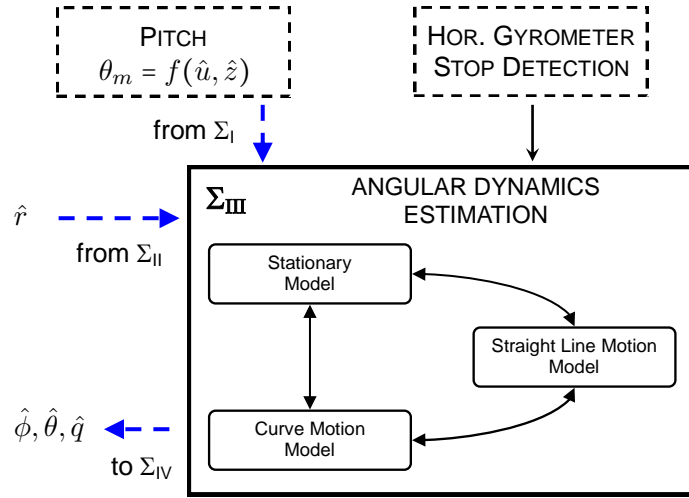 PITCH
θ_m = f(û, ẑ)
HOR. GYROMETER
STOP DETECTION
from Σ_I
Σ_III
ANGULAR DYNAMICS
ESTIMATION
r̂
from Σ_II
Stationary
Model
Straight Line Motion
Model
ϕ̂, θ̂, q̂
to Σ_IV
Curve Motion
Model